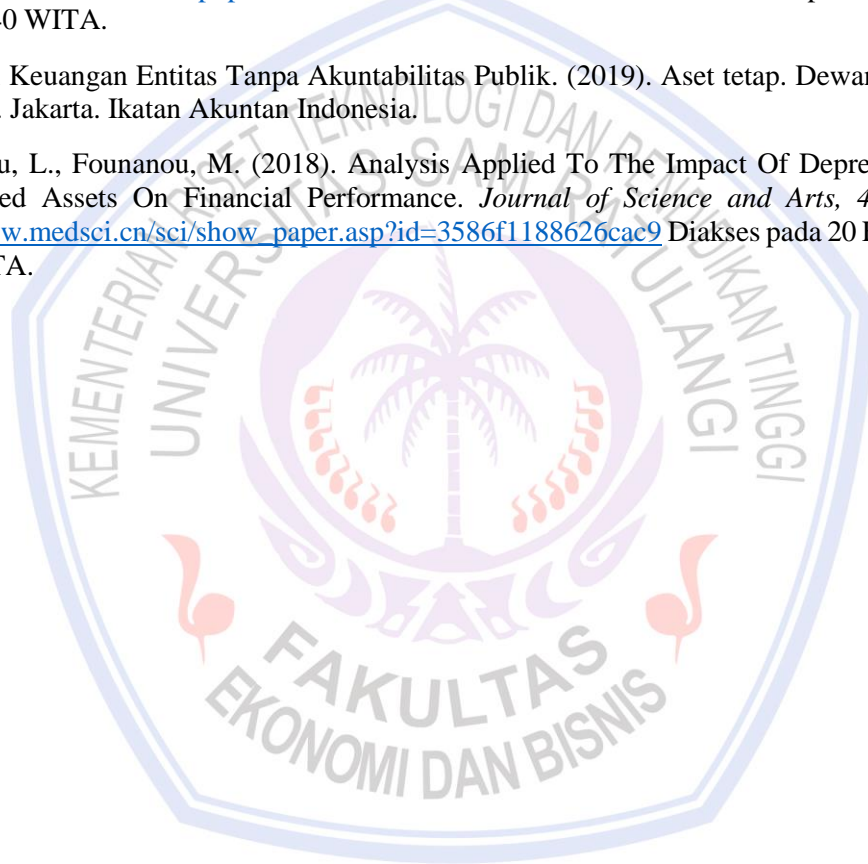 40 WITA.
Keuangan Entitas Tanpa Akuntabilitas Publik. (2019). Aset tetap. Dewan
. Jakarta. Ikatan Akuntan Indonesia.
u, L., Founanou, M. (2018). Analysis Applied To The Impact Of Depre
ed Assets On Financial Performance. Journal of Science and Arts, 4
w.medsci.cn/sci/show_paper.asp?id=3586f1188626cac9 Diakses pada 20
TA.
KEMENTERIAN RISET TEKNOLOGI DAN PENDIDIKAN TINGGI
UNIVERSITAS SAM RATULANGI
FAKULTAS
EKONOMI DAN BISNIS